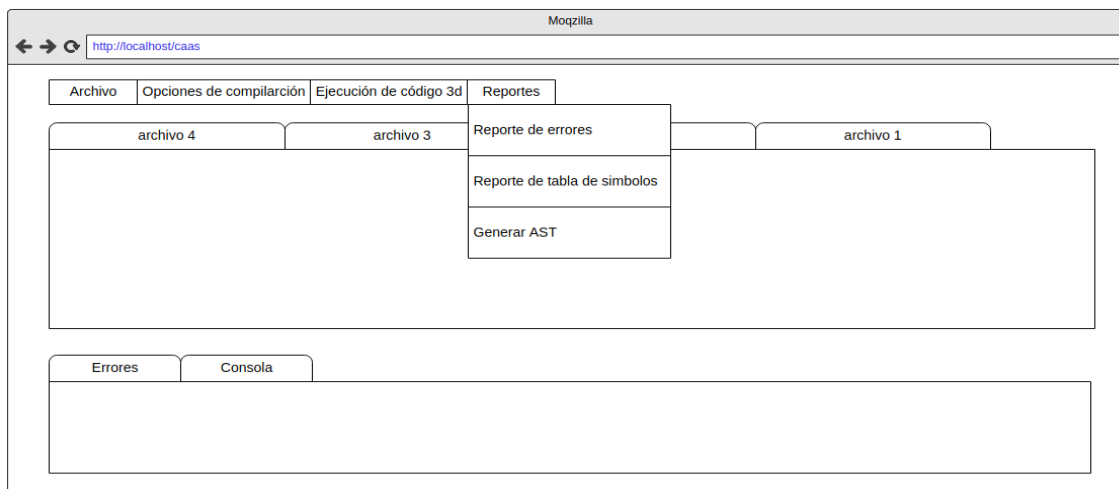 Moqzilla
http://localhost/caas
Archivo Opciones de compilarción Ejecución de código 3d Reportes
archivo 4 archivo 3 archivo 1
Reporte de errores
Reporte de tabla de simbolos
Generar AST
Errores Consola